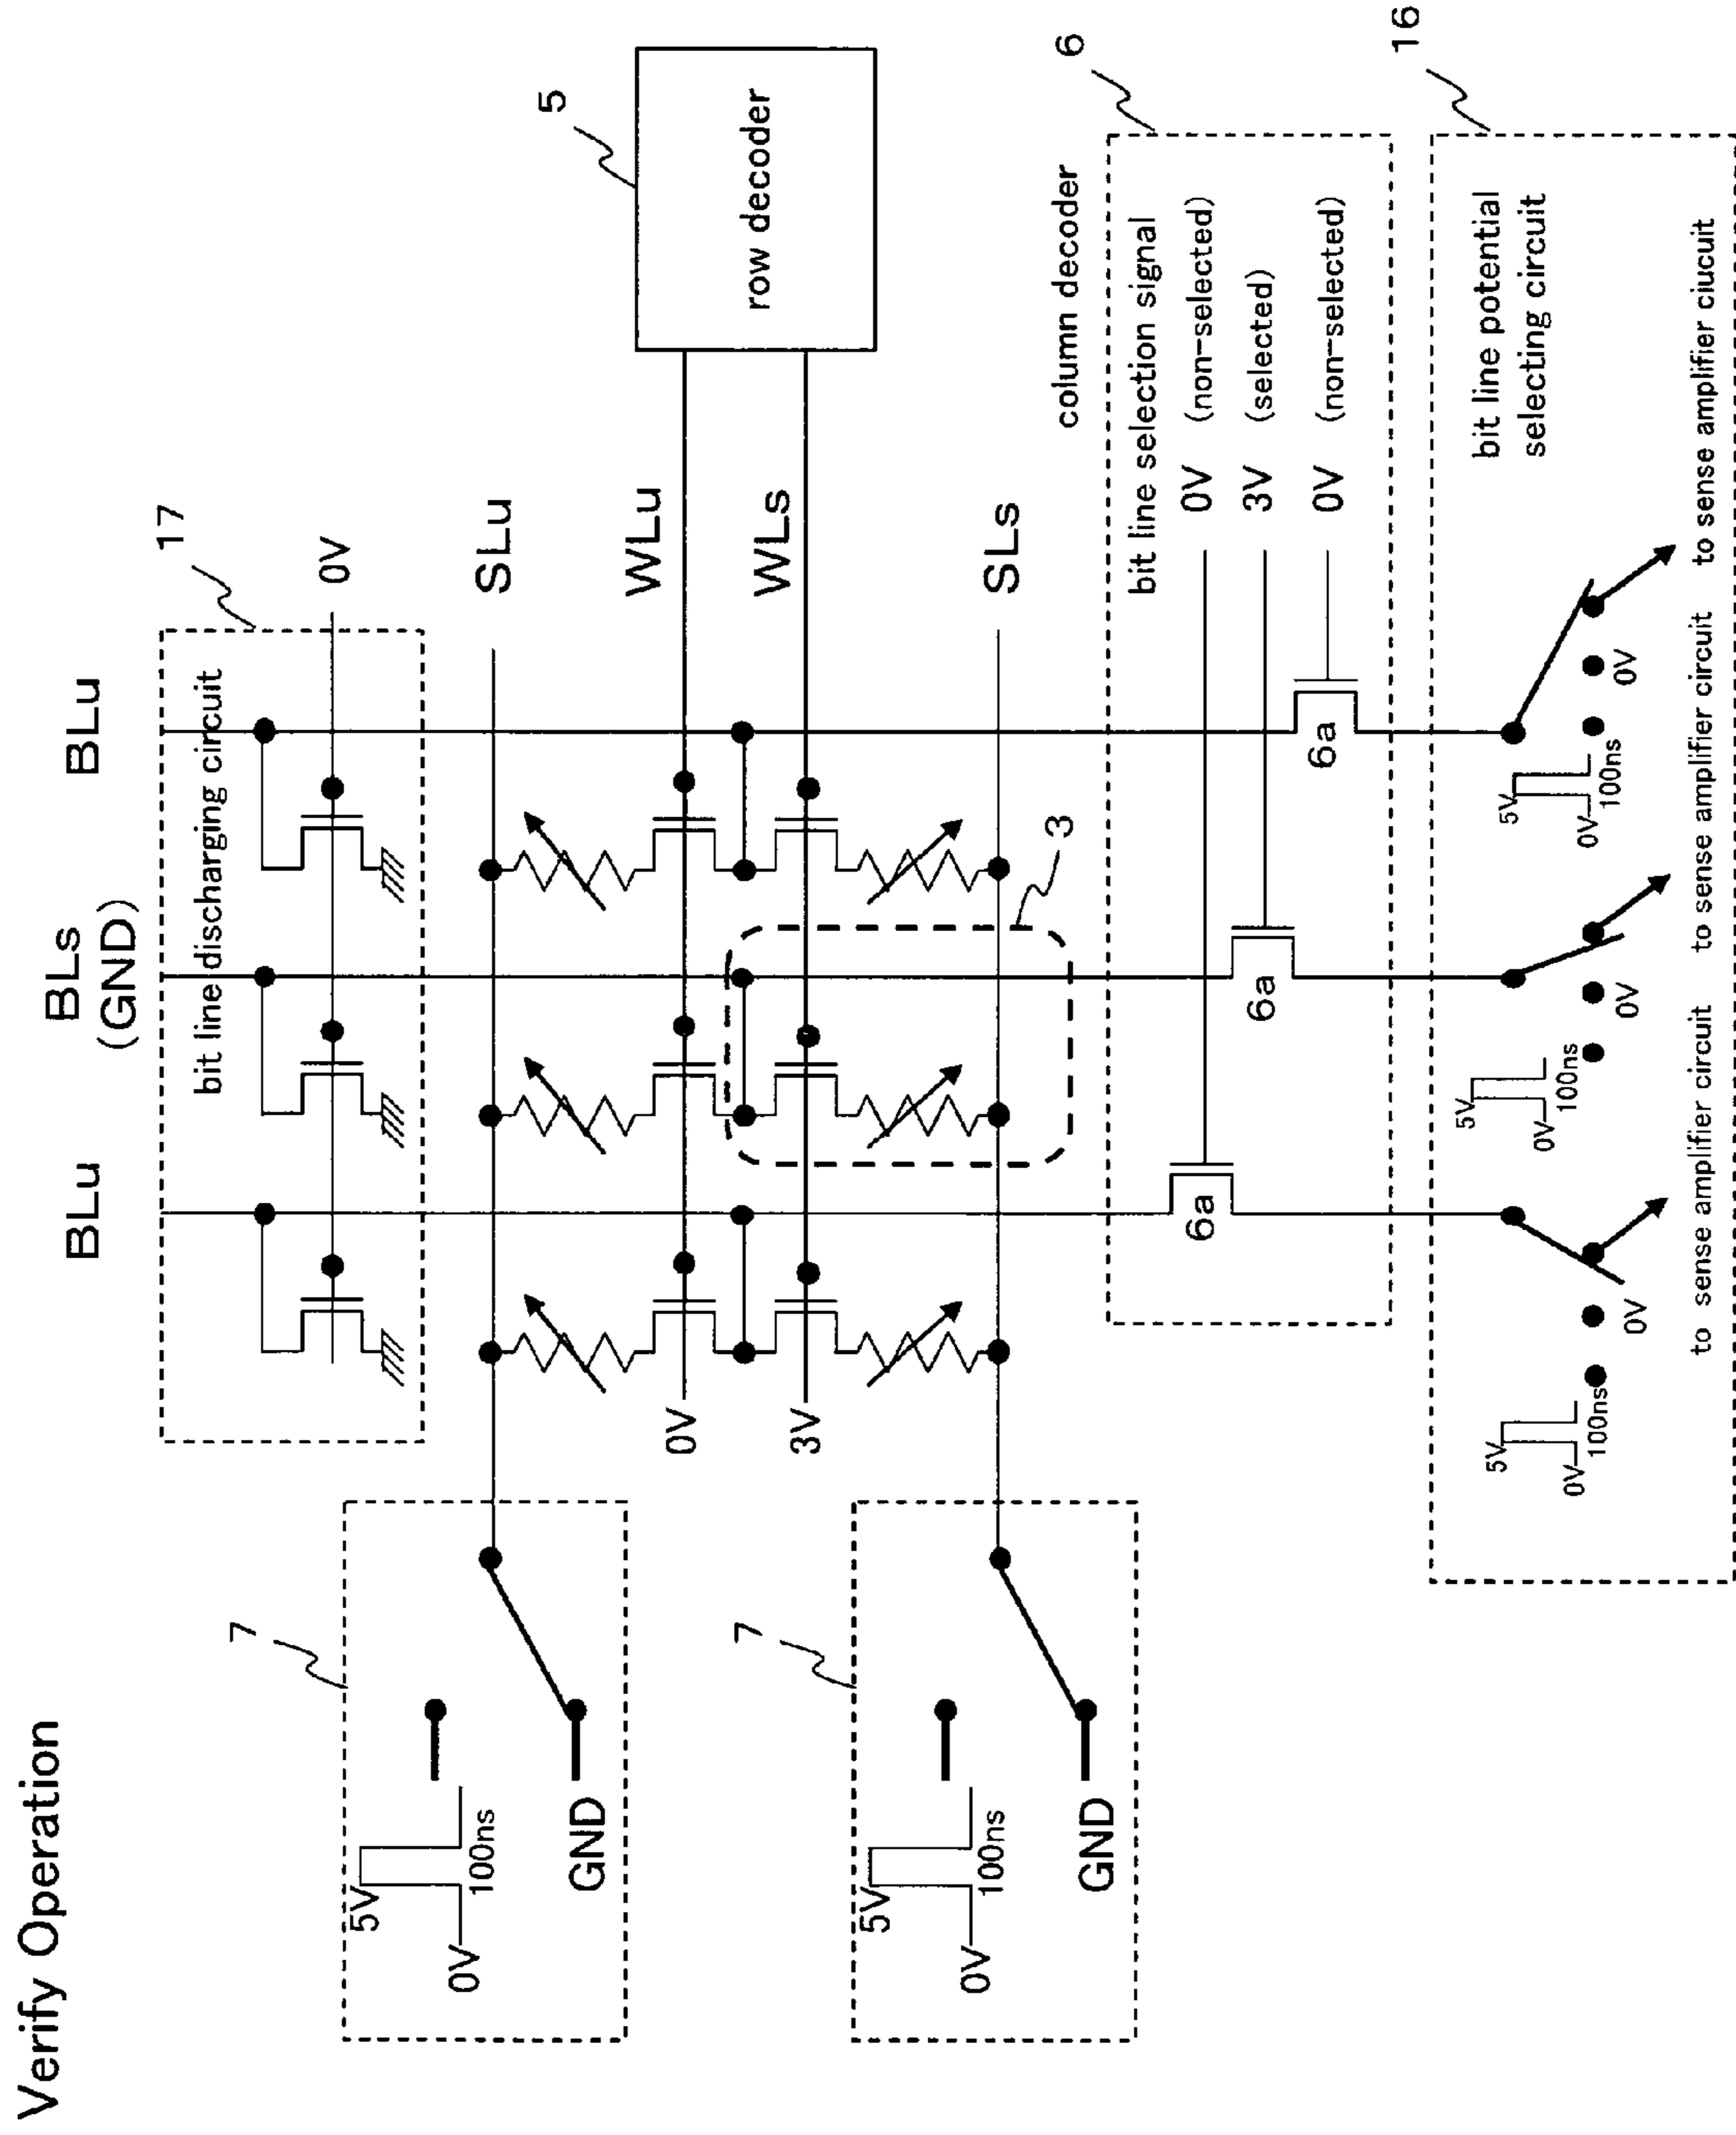 Verify Operation
BLu
BLs
(GND)
BLu
17
bit line discharging circuit
0V
SLu
WLu
WLs
SLs
5
row decoder
0V
3V
3
7
5V
0V
100ns
GND
7
5V
0V
100ns
GND
column decoder
6
bit line selection signal
0V (non-selected)
3V (selected)
0V (non-selected)
6a
6a
6a
16
bit line potential
selecting circuit
5V
0V
100ns
0V
5V
0V
100ns
0V
5V
0V
100ns
0V
to sense amplifier circuit
to sense amplifier circuit
to sense amplifier ciucuit